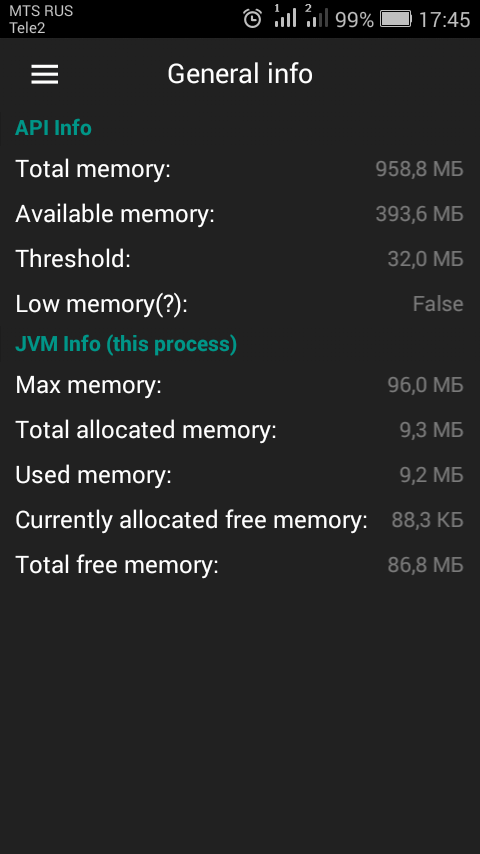 MTS RUS
Tele2
1 2 99% 17:45
General info
API Info
Total memory: 958,8 МБ
Available memory: 393,6 МБ
Threshold: 32,0 МБ
Low memory(?): False
JVM Info (this process)
Max memory: 96,0 МБ
Total allocated memory: 9,3 МБ
Used memory: 9,2 МБ
Currently allocated free memory: 88,3 КБ
Total free memory: 86,8 МБ